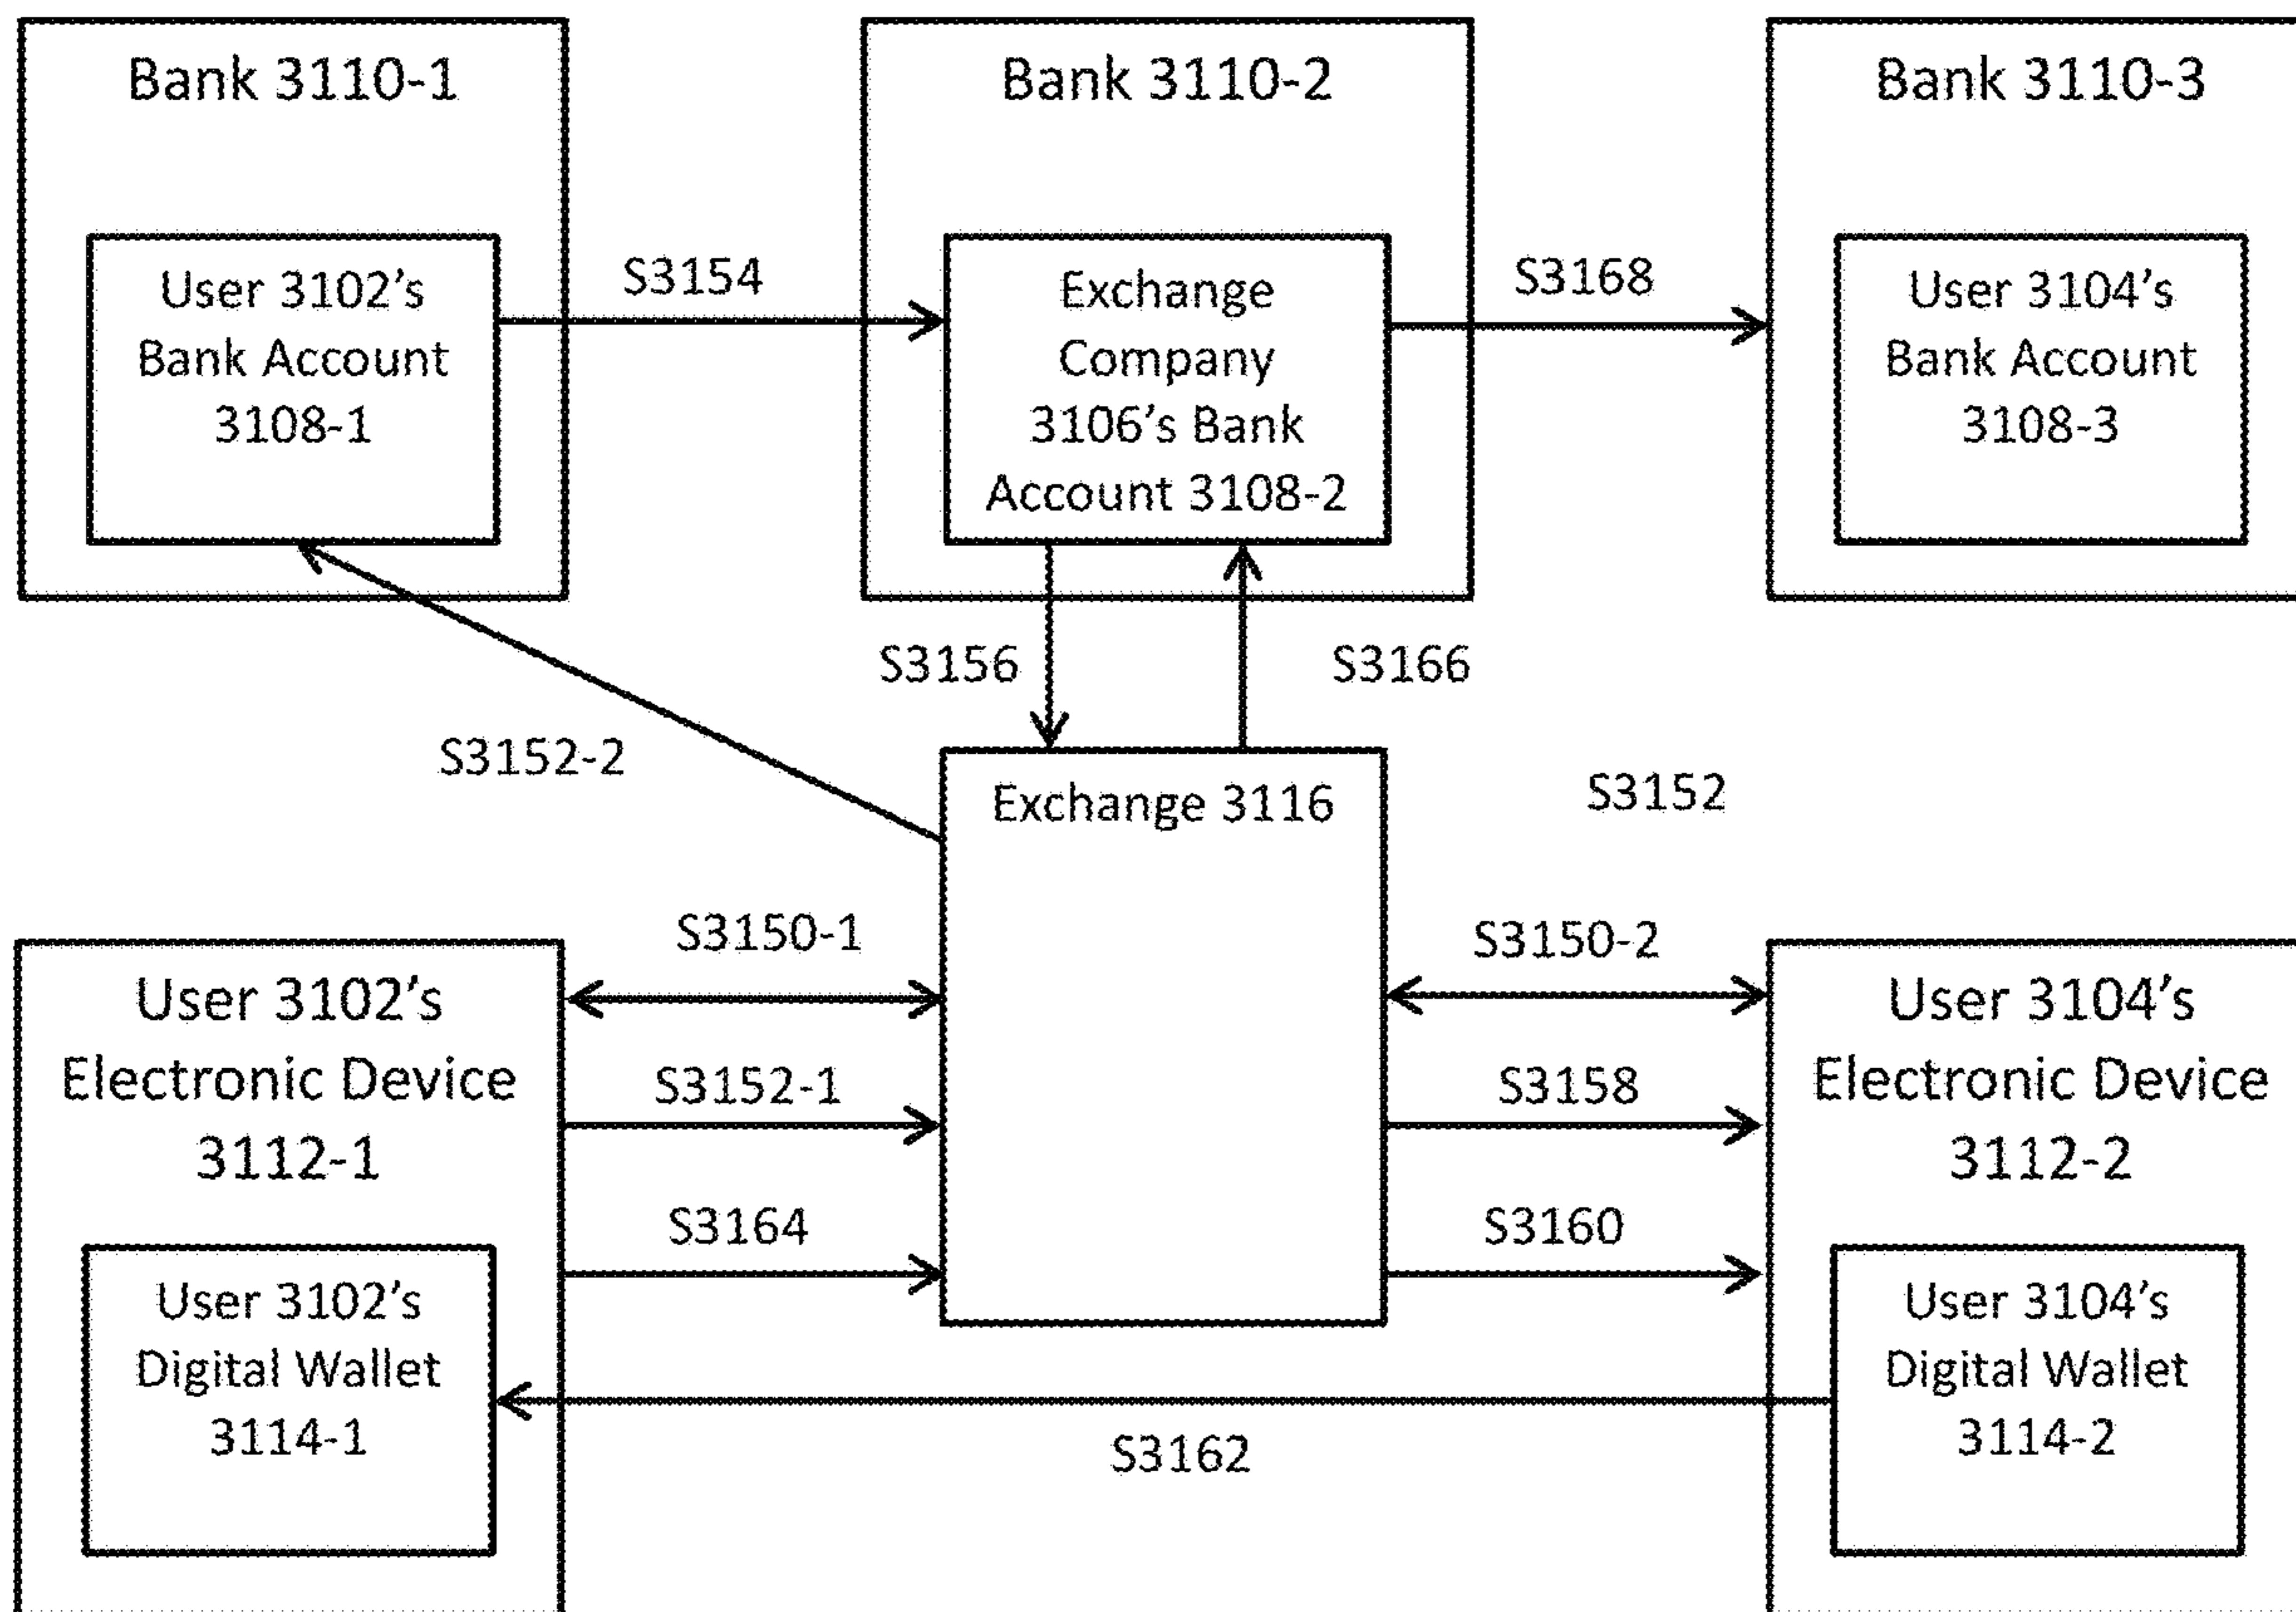 Bank 3110-1
Bank 3110-2
Bank 3110-3
User 3102's
Bank Account
3108-1
S3154
Exchange
Company
3106's Bank
Account 3108-2
S3168
User 3104's
Bank Account
3108-3
S3156
S3166
S3152-2
Exchange 3116
S3152
S3150-1
S3150-2
User 3102's
Electronic Device
3112-1
S3152-1
S3158
User 3104's
Electronic Device
3112-2
S3164
S3160
User 3102's
Digital Wallet
3114-1
User 3104's
Digital Wallet
3114-2
S3162